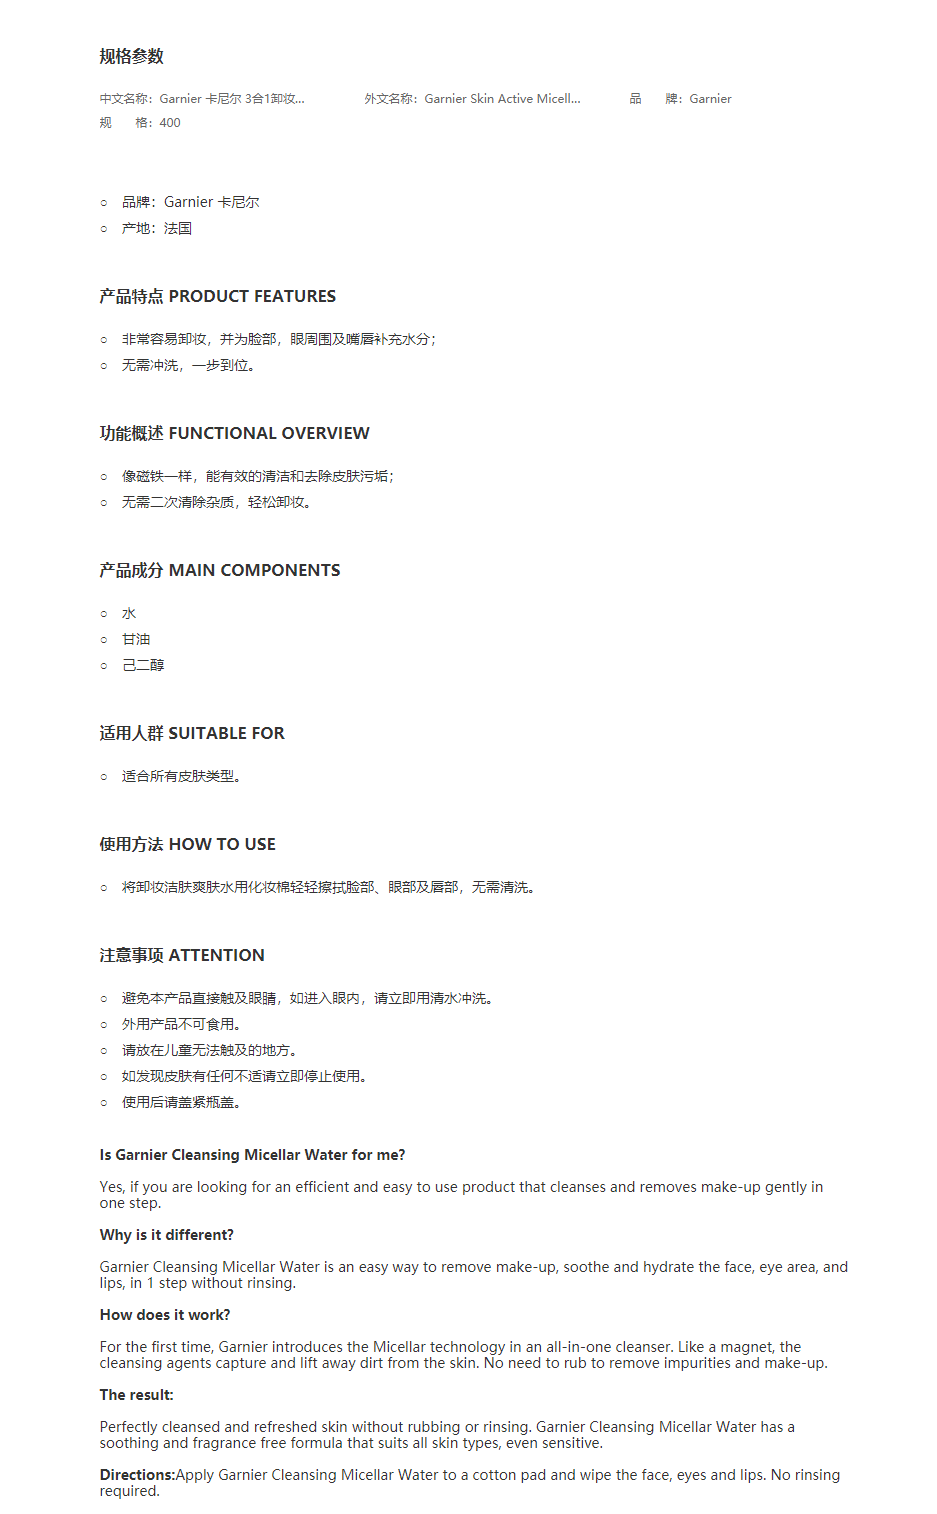 规格参数
中文名称：Garnier 卡尼尔 3合1卸妆... 外文名称：Garnier Skin Active Micell... 品 牌：Garnier
规 格：400
○ 品牌：Garnier 卡尼尔
○ 产地：法国
产品特点 PRODUCT FEATURES
○ 非常容易卸妆，并为脸部，眼周围及嘴唇补充水分；
○ 无需冲洗，一步到位。
功能概述 FUNCTIONAL OVERVIEW
○ 像磁铁一样，能有效的清洁和去除皮肤污垢；
○ 无需二次清除杂质，轻松卸妆。
产品成分 MAIN COMPONENTS
○ 水
○ 甘油
○ 己二醇
适用人群 SUITABLE FOR
○ 适合所有皮肤类型。
使用方法 HOW TO USE
○ 将卸妆洁肤爽肤水用化妆棉轻轻擦拭脸部、眼部及唇部，无需清洗。
注意事项 ATTENTION
○ 避免本产品直接触及眼睛，如进入眼内，请立即用清水冲洗。
○ 外用产品不可食用。
○ 请放在儿童无法触及的地方。
○ 如发现皮肤有任何不适请立即停止使用。
○ 使用后请盖紧瓶盖。
Is Garnier Cleansing Micellar Water for me?
Yes, if you are looking for an efficient and easy to use product that cleanses and removes make-up gently in
one step.
Why is it different?
Garnier Cleansing Micellar Water is an easy way to remove make-up, soothe and hydrate the face, eye area, and
lips, in 1 step without rinsing.
How does it work?
For the first time, Garnier introduces the Micellar technology in an all-in-one cleanser. Like a magnet, the
cleansing agents capture and lift away dirt from the skin. No need to rub to remove impurities and make-up.
The result:
Perfectly cleansed and refreshed skin without rubbing or rinsing. Garnier Cleansing Micellar Water has a
soothing and fragrance free formula that suits all skin types, even sensitive.
Directions:Apply Garnier Cleansing Micellar Water to a cotton pad and wipe the face, eyes and lips. No rinsing
required.